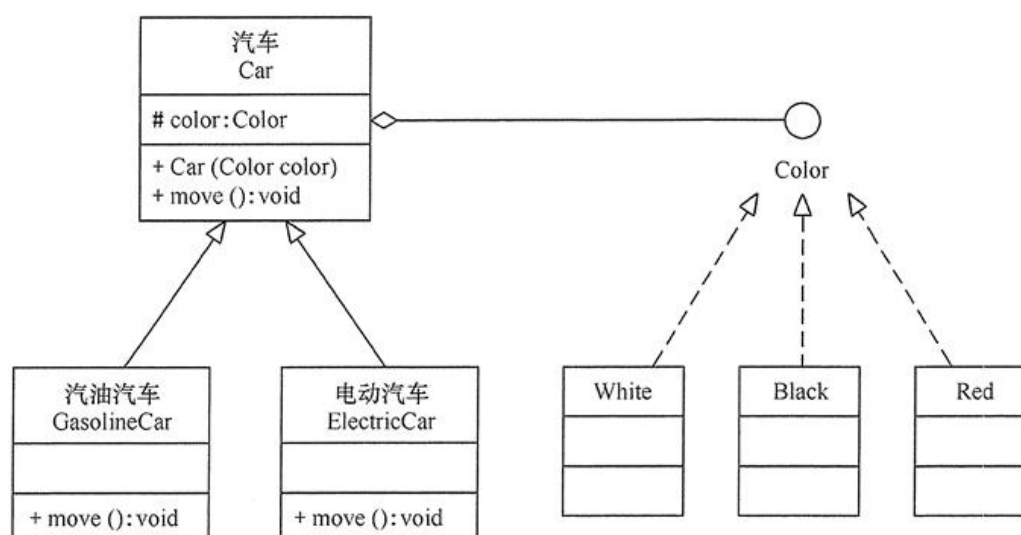 汽车
Car
# color:Color
+ Car (Color color)
+ move ():void
Color
汽油汽车
GasolineCar
+ move ():void
电动汽车
ElectricCar
+ move ():void
White
Black
Red